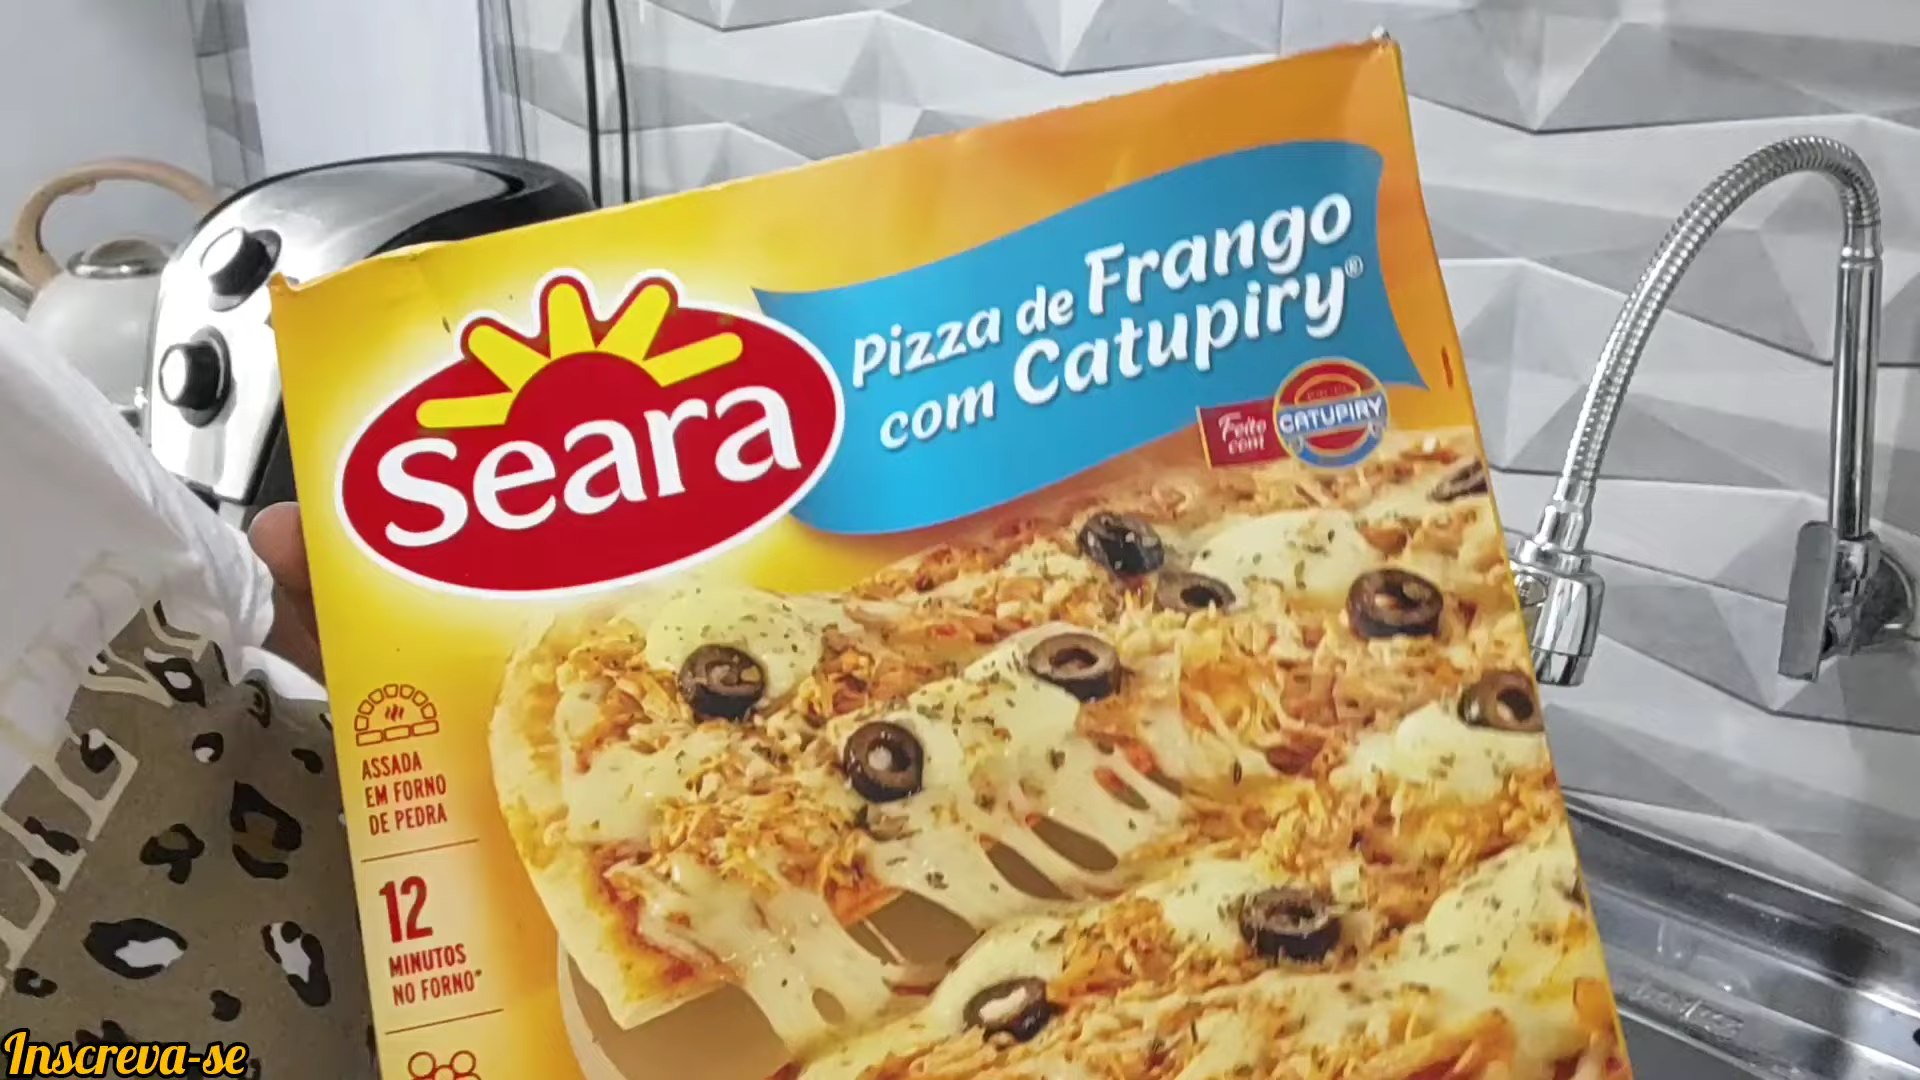 Seara
Pizza de Frango
com Catupiry®
Feito
com
CATUPIRY
ASSADA
EM FORNO
DE PEDRA
12
MINUTOS
NO FORNO*
Inscreva-se